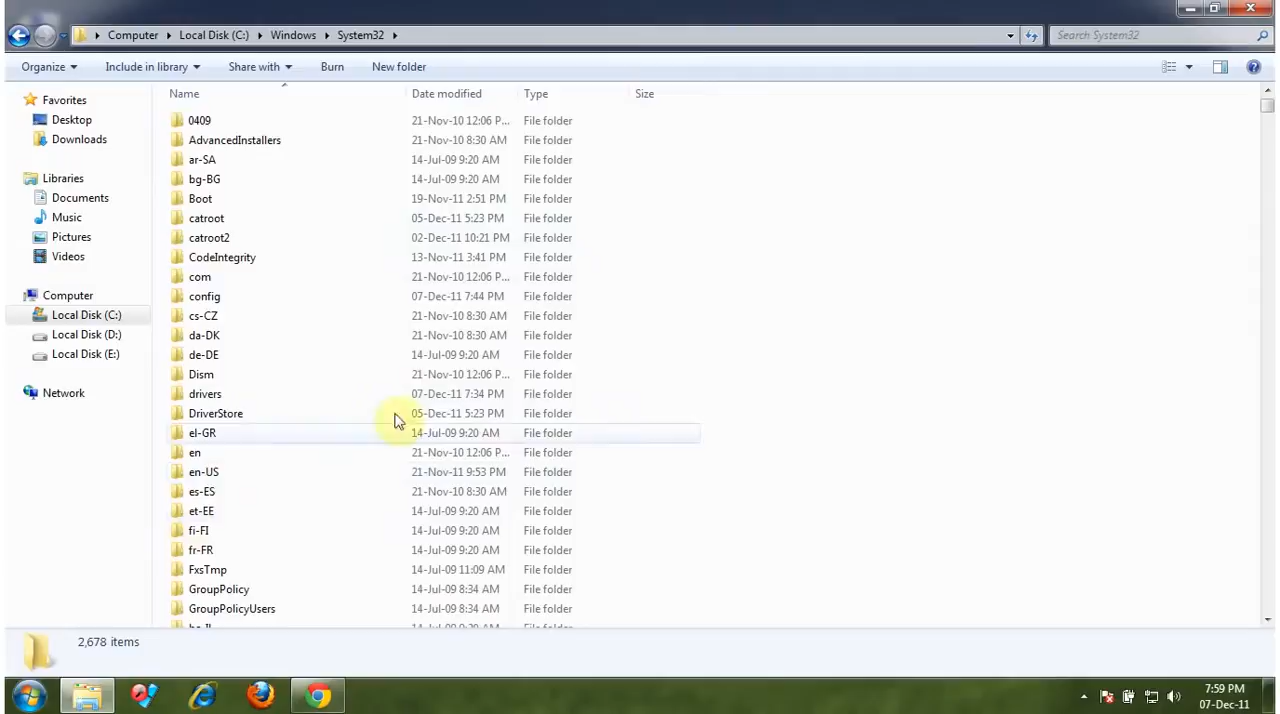 Computer Local Disk (C:) Windows System32 Search System32
Organize Include in library Share with Burn New folder
Name Date modified Type Size
Favorites
Desktop
Downloads
Libraries
Documents
Music
Pictures
Videos
Computer
Local Disk (C:)
Local Disk (D:)
Local Disk (E:)
Network
0409 21-Nov-10 12:06 P... File folder
AdvancedInstallers 21-Nov-10 8:30 AM File folder
ar-SA 14-Jul-09 9:20 AM File folder
bg-BG 14-Jul-09 9:20 AM File folder
Boot 19-Nov-11 2:51 PM File folder
catroot 05-Dec-11 5:23 PM File folder
catroot2 02-Dec-11 10:21 PM File folder
CodeIntegrity 13-Nov-11 3:41 PM File folder
com 21-Nov-10 12:06 P... File folder
config 07-Dec-11 7:44 PM File folder
cs-CZ 21-Nov-10 8:30 AM File folder
da-DK 21-Nov-10 8:30 AM File folder
de-DE 14-Jul-09 9:20 AM File folder
Dism 21-Nov-10 12:06 P... File folder
drivers 07-Dec-11 7:34 PM File folder
DriverStore 05-Dec-11 5:23 PM File folder
el-GR 14-Jul-09 9:20 AM File folder
en 21-Nov-10 12:06 P... File folder
en-US 21-Nov-11 9:53 PM File folder
es-ES 21-Nov-10 8:30 AM File folder
et-EE 14-Jul-09 9:20 AM File folder
fi-FI 14-Jul-09 9:20 AM File folder
fr-FR 14-Jul-09 9:20 AM File folder
FxsTmp 14-Jul-09 11:09 AM File folder
GroupPolicy 14-Jul-09 8:34 AM File folder
GroupPolicyUsers 14-Jul-09 8:34 AM File folder
2,678 items
7:59 PM
07-Dec-11